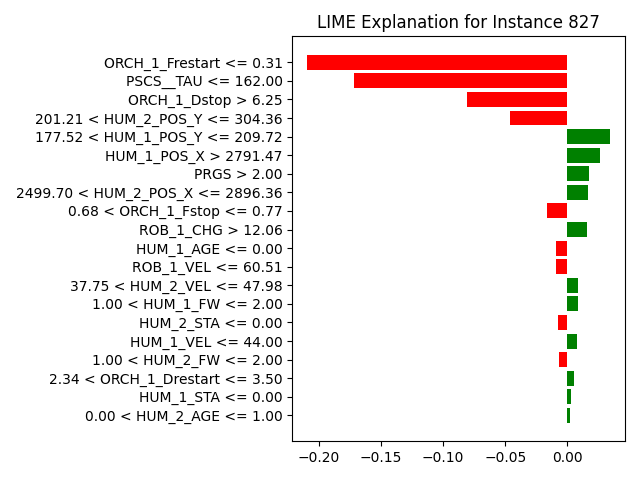 LIME Explanation for Instance 827
ORCH_1_Frestart <= 0.31
PSCS__TAU <= 162.00
ORCH_1_Dstop > 6.25
201.21 < HUM_2_POS_Y <= 304.36
177.52 < HUM_1_POS_Y <= 209.72
HUM_1_POS_X > 2791.47
PRGS > 2.00
2499.70 < HUM_2_POS_X <= 2896.36
0.68 < ORCH_1_Fstop <= 0.77
ROB_1_CHG > 12.06
HUM_1_AGE <= 0.00
ROB_1_VEL <= 60.51
37.75 < HUM_2_VEL <= 47.98
1.00 < HUM_1_FW <= 2.00
HUM_2_STA <= 0.00
HUM_1_VEL <= 44.00
1.00 < HUM_2_FW <= 2.00
2.34 < ORCH_1_Drestart <= 3.50
HUM_1_STA <= 0.00
0.00 < HUM_2_AGE <= 1.00
−0.20 −0.15 −0.10 −0.05 0.00